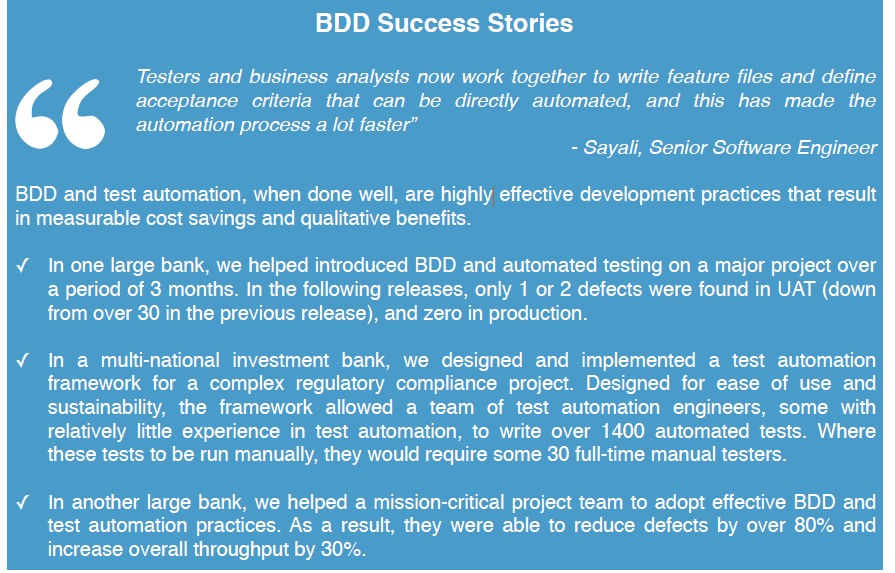 BDD Success Stories
“
Testers and business analysts now work together to write feature files and define
acceptance criteria that can be directly automated, and this has made the
automation process a lot faster”
- Sayali, Senior Software Engineer
BDD and test automation, when done well, are highly effective development practices that result
in measurable cost savings and qualitative benefits.
✓ In one large bank, we helped introduced BDD and automated testing on a major project over
a period of 3 months. In the following releases, only 1 or 2 defects were found in UAT (down
from over 30 in the previous release), and zero in production.
✓ In a multi-national investment bank, we designed and implemented a test automation
framework for a complex regulatory compliance project. Designed for ease of use and
sustainability, the framework allowed a team of test automation engineers, some with
relatively little experience in test automation, to write over 1400 automated tests. Where
these tests to be run manually, they would require some 30 full-time manual testers.
✓ In another large bank, we helped a mission-critical project team to adopt effective BDD and
test automation practices. As a result, they were able to reduce defects by over 80% and
increase overall throughput by 30%.